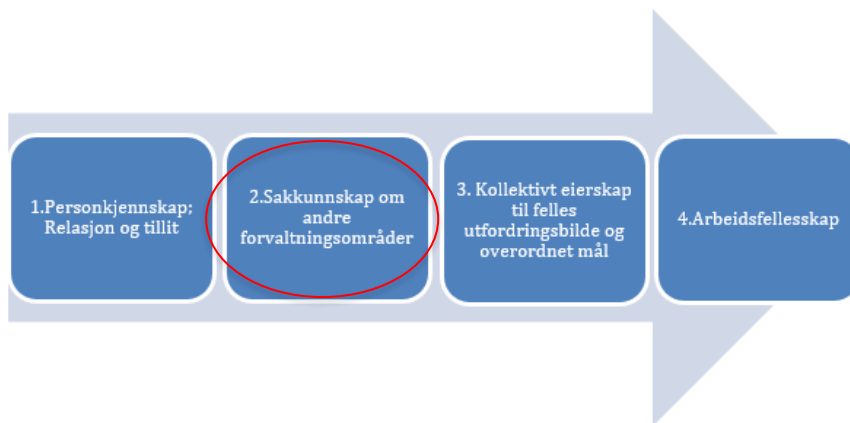 1.Personkjennskap;
Relasjon og tillit
2.Sakkunnskap om
andre
forvaltningsområder
3. Kollektivt eierskap
til felles
utfordringsbilde og
overordnet mål
4.Arbeidsfellesskap